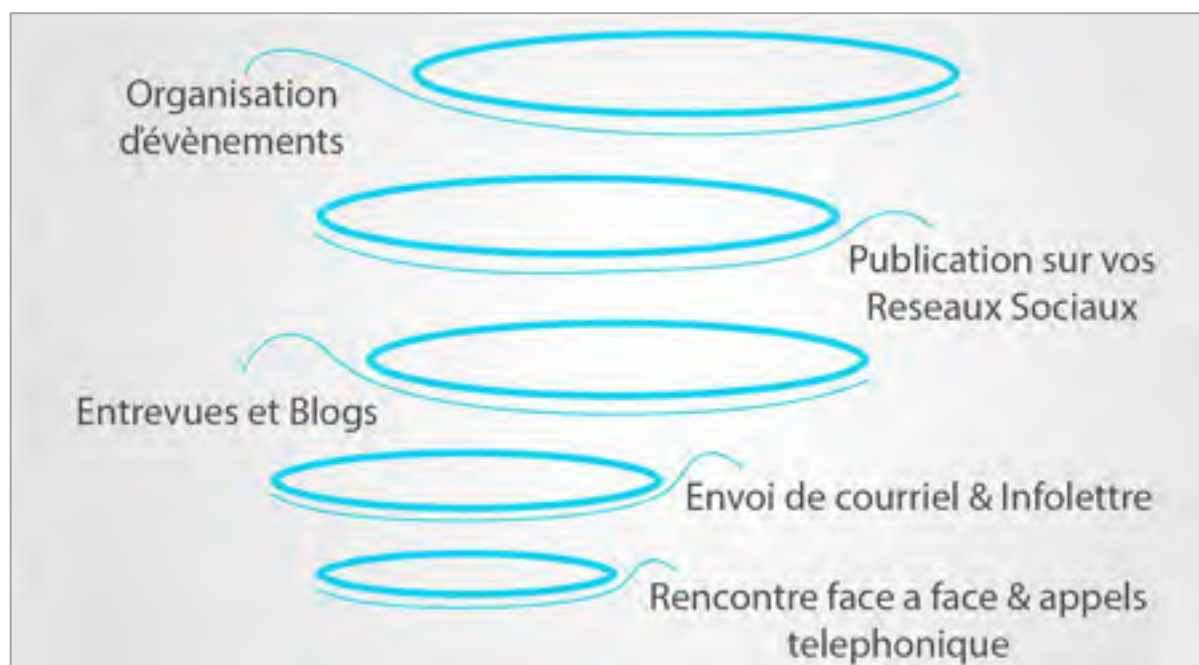 Organisation
d'évènements
Publication sur vos
Reseaux Sociaux
Entrevues et Blogs
Envoi de courriel & Infolettre
Rencontre face a face & appels
telephonique